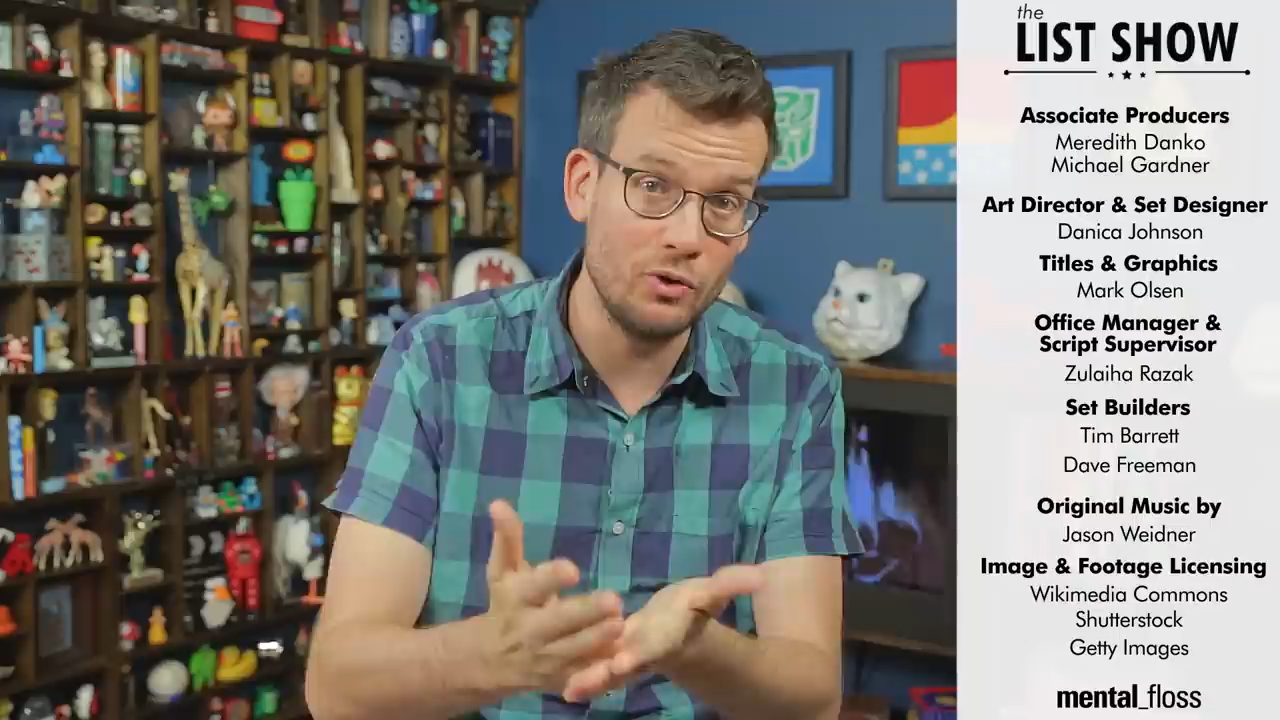 the
LIST SHOW
Associate Producers
Meredith Danko
Michael Gardner
Art Director & Set Designer
Danica Johnson
Titles & Graphics
Mark Olsen
Office Manager &
Script Supervisor
Zulaiha Razak
Set Builders
Tim Barrett
Dave Freeman
Original Music by
Jason Weidner
Image & Footage Licensing
Wikimedia Commons
Shutterstock
Getty Images
mental_floss